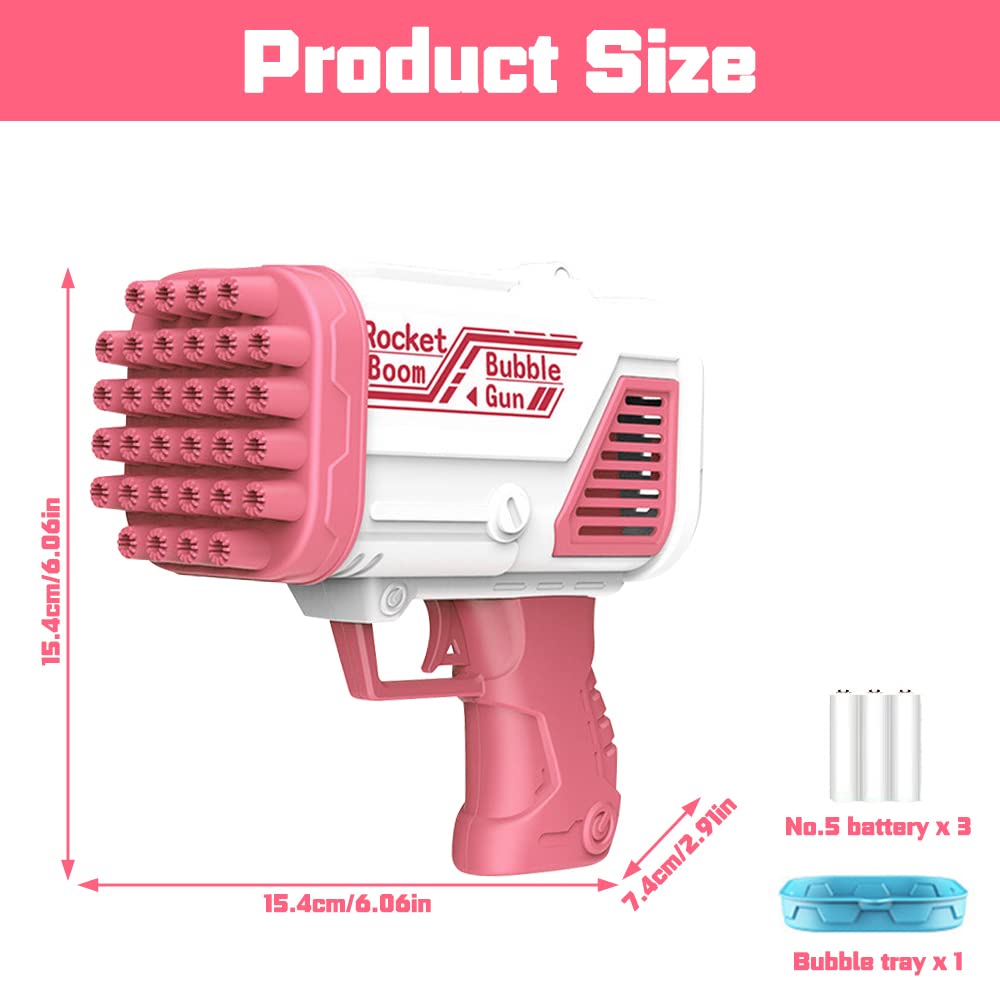 Product Size
Rocket
Boom
Bubble
Gun
15.4cm/6.06in
15.4cm/6.06in
7.4cm/2.91in
No.5 battery x 3
Bubble tray x 1